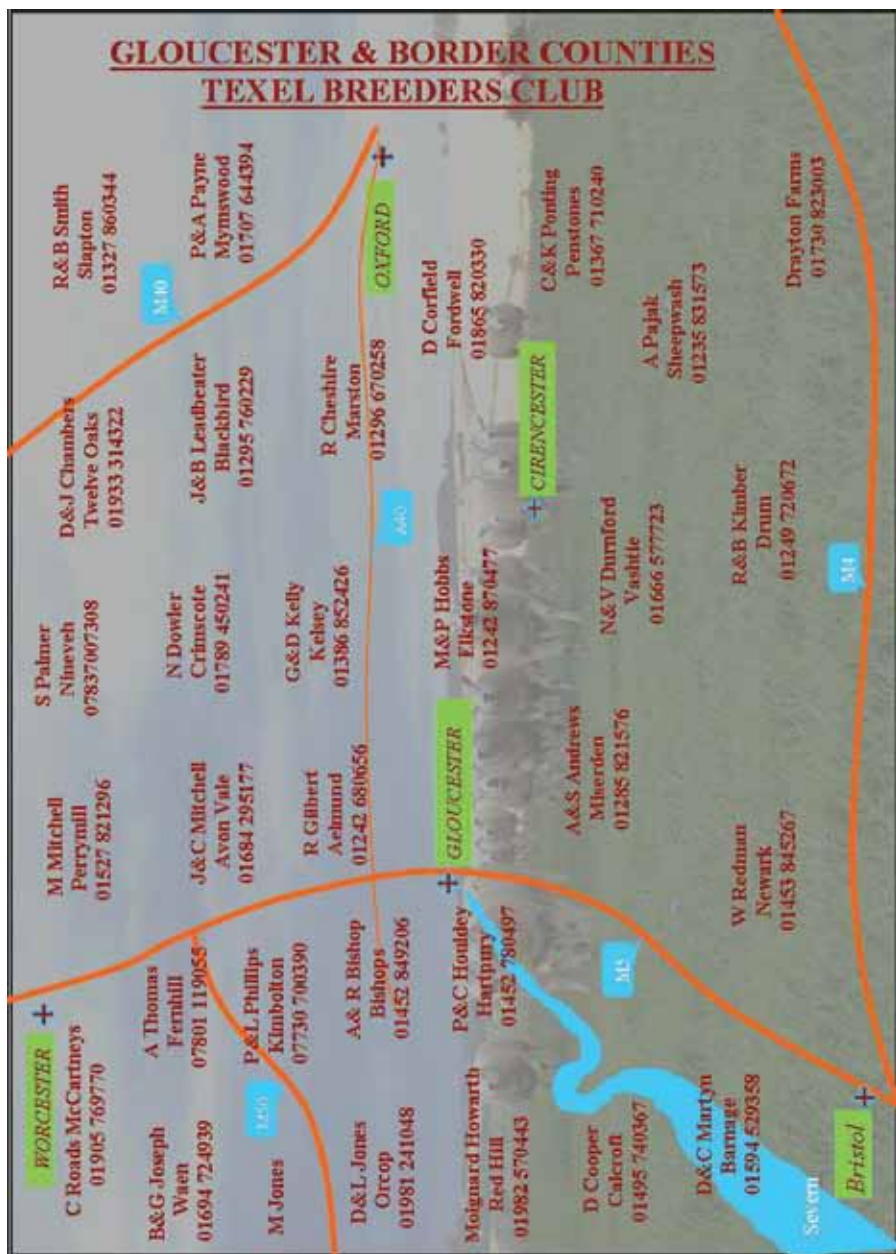 GLOUCESTER & BORDER COUNTIES
TEXEL BREEDERS CLUB
WORCESTER
C Roads McCartneys
01905 769770
M Mitchell
Perrymill
01527 821296
S Palmer
Nineveh
07837007308
D&J Chambers
Twelve Oaks
01933 314322
R&B Smith
Slapton
01327 860344
M40
B&G Joseph
Waen
01694 724939
A Thomas
Fernhill
07801 119055
J&C Mitchell
Avon Vale
01684 295177
N Dowler
Crimscote
01789 450241
J&B Leadbeater
Blackbird
01295 760229
P&A Payne
Mymswood
01707 644394
M50
M Jones
P&L Phillips
Kimbolton
07730 700390
R Gilbert
Aelmund
01242 680656
G&D Kelly
Kelsey
01386 852426
R Cheshire
Marston
01296 670258
OXFORD
D&L Jones
Orcop
01981 241048
A& R Bishop
Bishops
01452 849206
A40
GLOUCESTER
Moignard Howarth
Red Hill
01982 570443
P&C Houldey
Hartpury
01452 780497
M&P Hobbs
Elkstone
01242 870477
D Corfield
Fordwell
01865 820330
CIRENCESTER
D Cooper
Calcroft
01495 740367
M5
A&S Andrews
Miserden
01285 821576
N&V Durnford
Vashtie
01666 577723
C&K Ponting
Penstones
01367 710240
A Pajak
Sheepwash
01235 831573
D&C Martyn
Barnage
01594 529358
W Redman
Newark
01453 845267
R&B Kimber
Drum
01249 720672
Drayton Farms
01730 823003
Severn
M4
Bristol